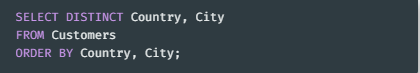 SELECT DISTINCT Country, City
FROM Customers
ORDER BY Country, City;